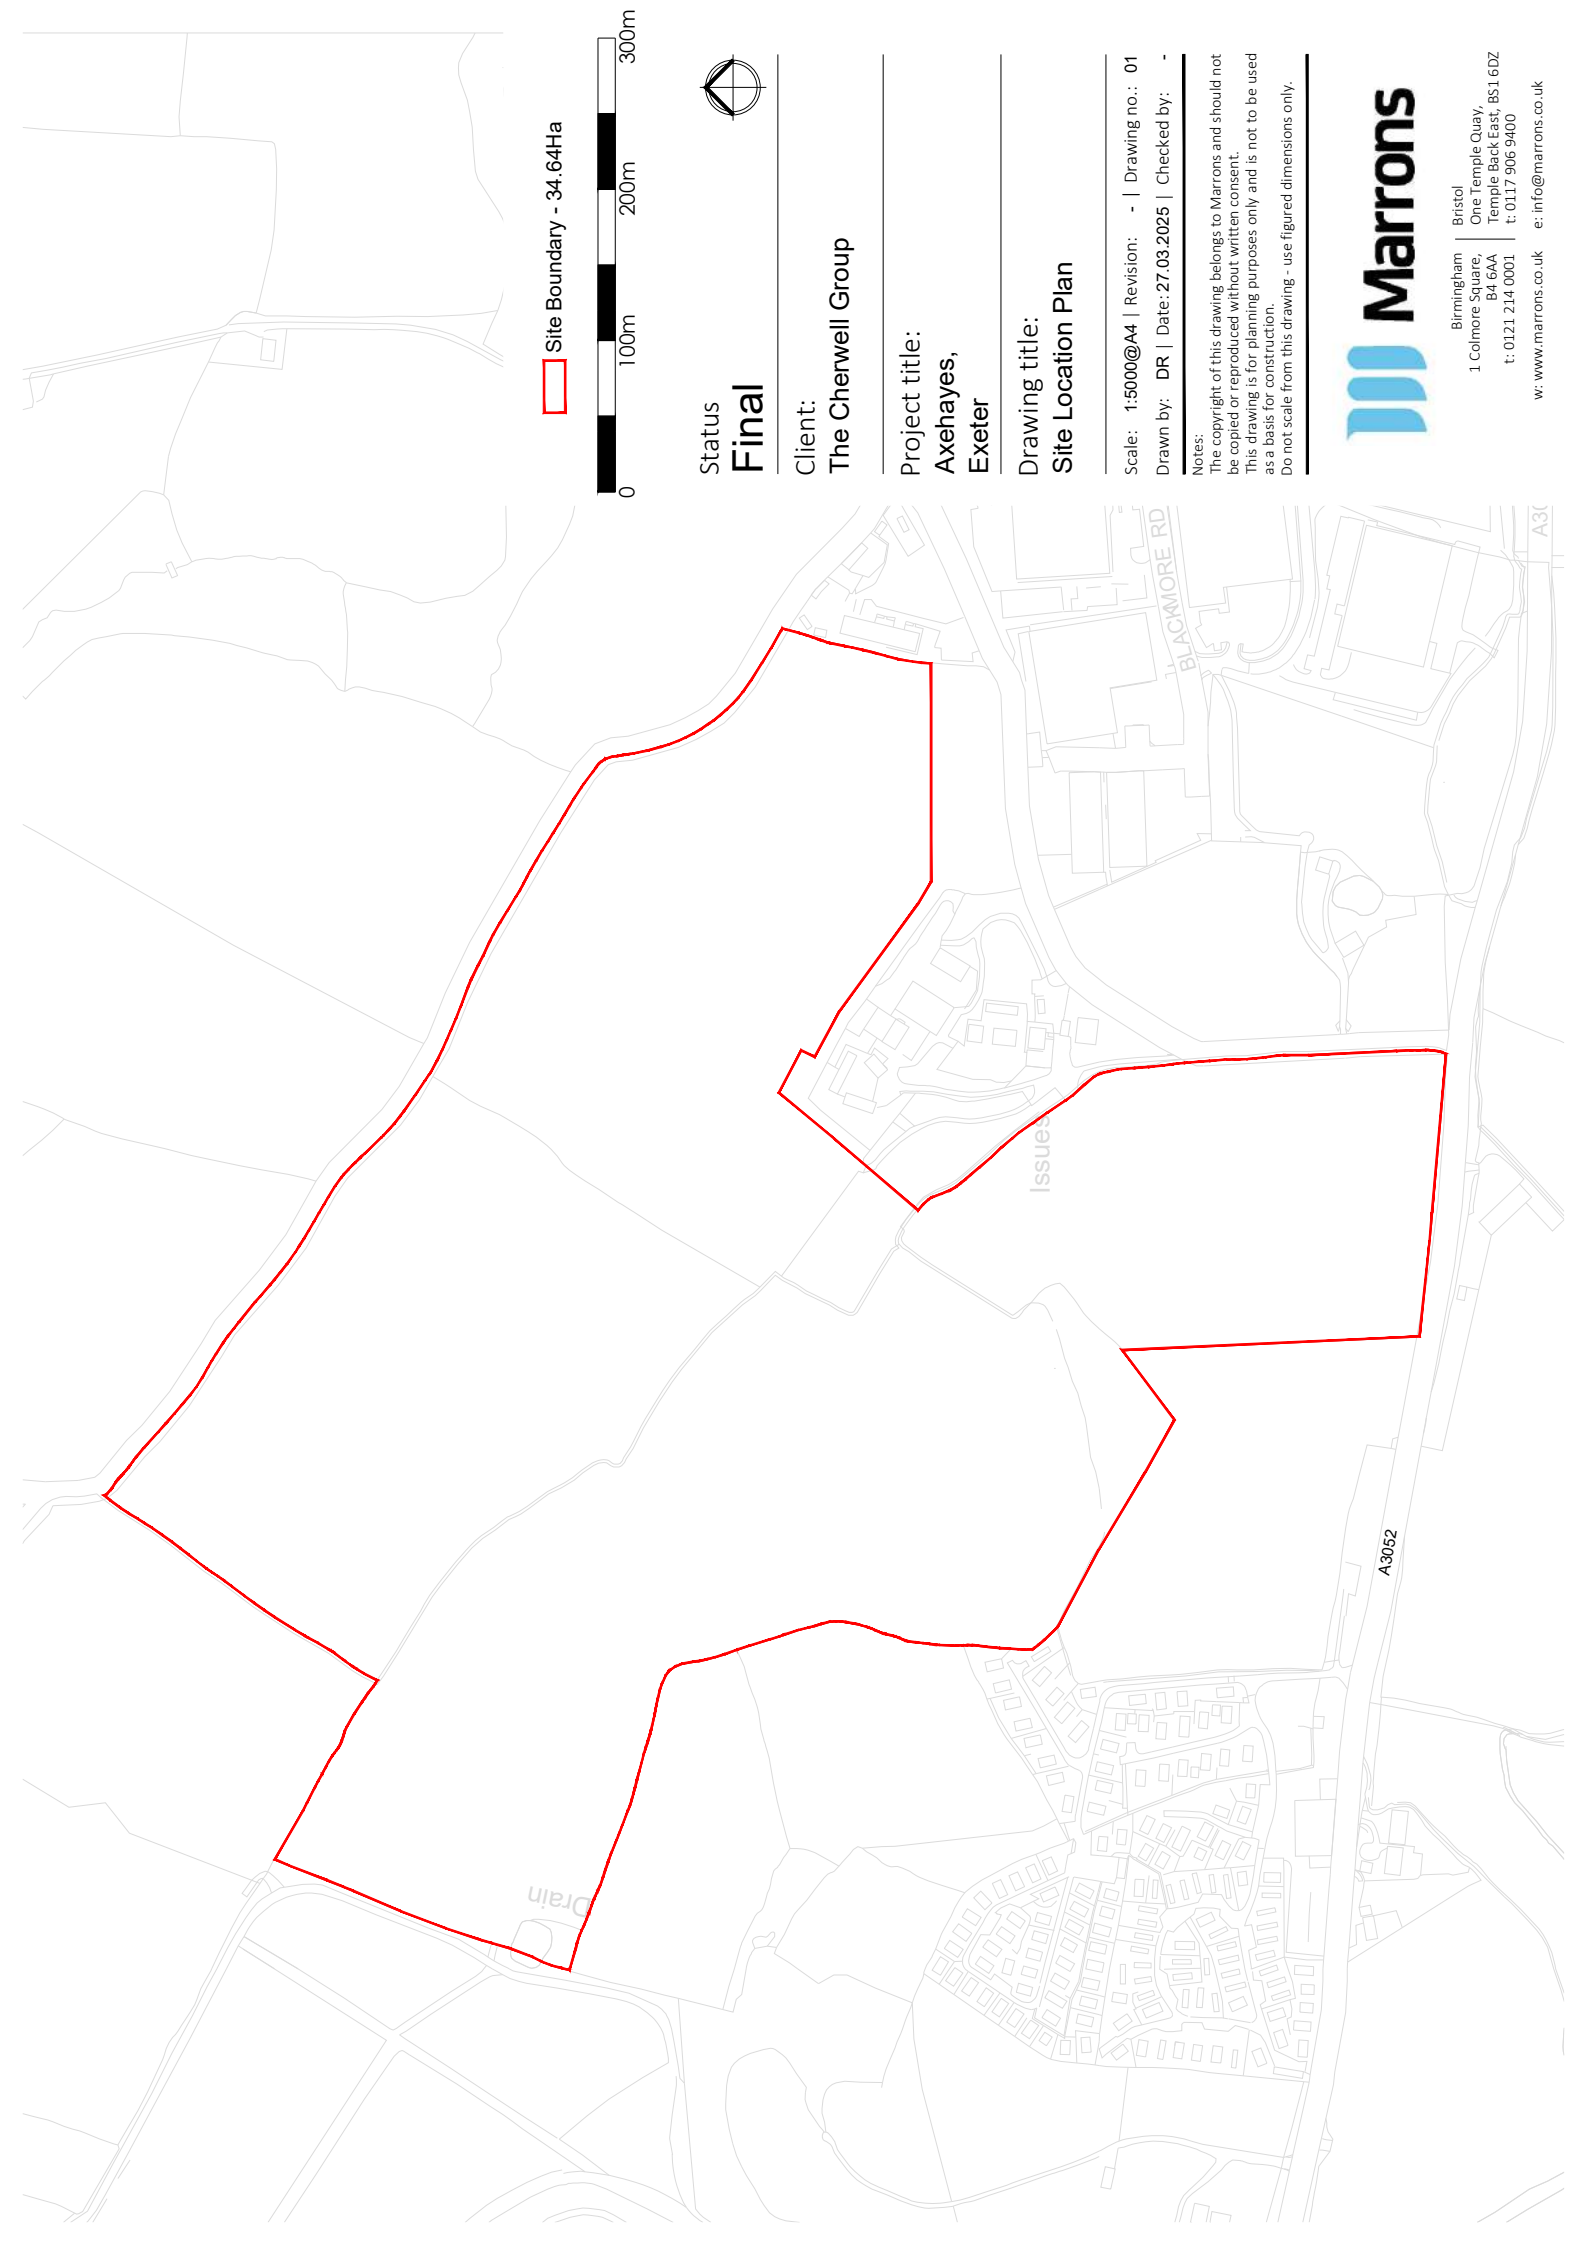 Site Boundary - 34.64Ha
0 100m 200m 300m
Status
Final
Client:
The Cherwell Group
Project title:
Axehayes,
Exeter
Drawing title:
Site Location Plan
Scale: 1:5000@A4 | Revision: - | Drawing no.: 01
Drawn by: DR | Date: 27.03.2025 | Checked by: -
Notes:
The copyright of this drawing belongs to Marrons and should not
be copied or reproduced without written consent.
This drawing is for planning purposes only and is not to be used
as a basis for construction.
Do not scale from this drawing - use figured dimensions only.
Marrons
Birmingham
1 Colmore Square,
B4 6AA
t: 0121 214 0001
Bristol
One Temple Quay,
Temple Back East, BS1 6DZ
t: 0117 906 9400
w: www.marrons.co.uk e: info@marrons.co.uk
BLACKMORE RD
Issues
Drain
A3052